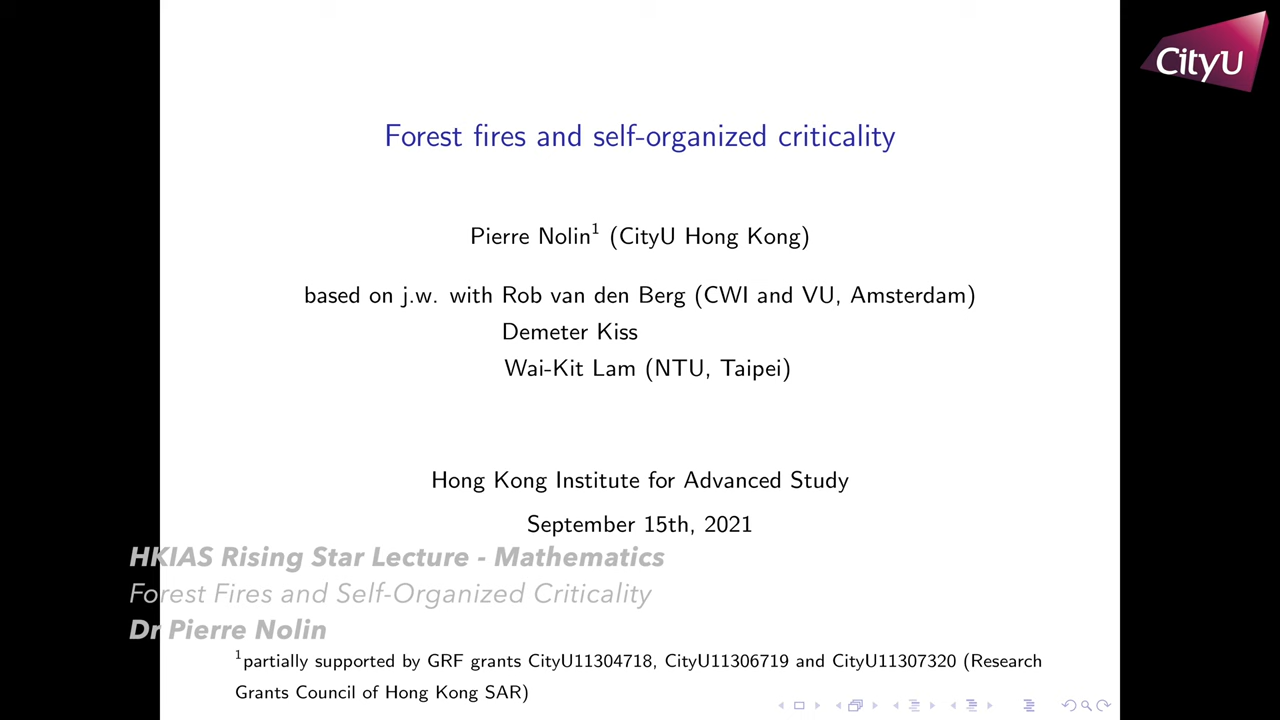 CityU
Forest fires and self-organized criticality
Pierre Nolin¹ (CityU Hong Kong)
based on j.w. with Rob van den Berg (CWI and VU, Amsterdam)
Demeter Kiss
Wai-Kit Lam (NTU, Taipei)
Hong Kong Institute for Advanced Study
September 15th, 2021
HKIAS Rising Star Lecture - Mathematics
Forest Fires and Self-Organized Criticality
Dr Pierre Nolin
¹partially supported by GRF grants CityU11304718, CityU11306719 and CityU11307320 (Research
Grants Council of Hong Kong SAR)